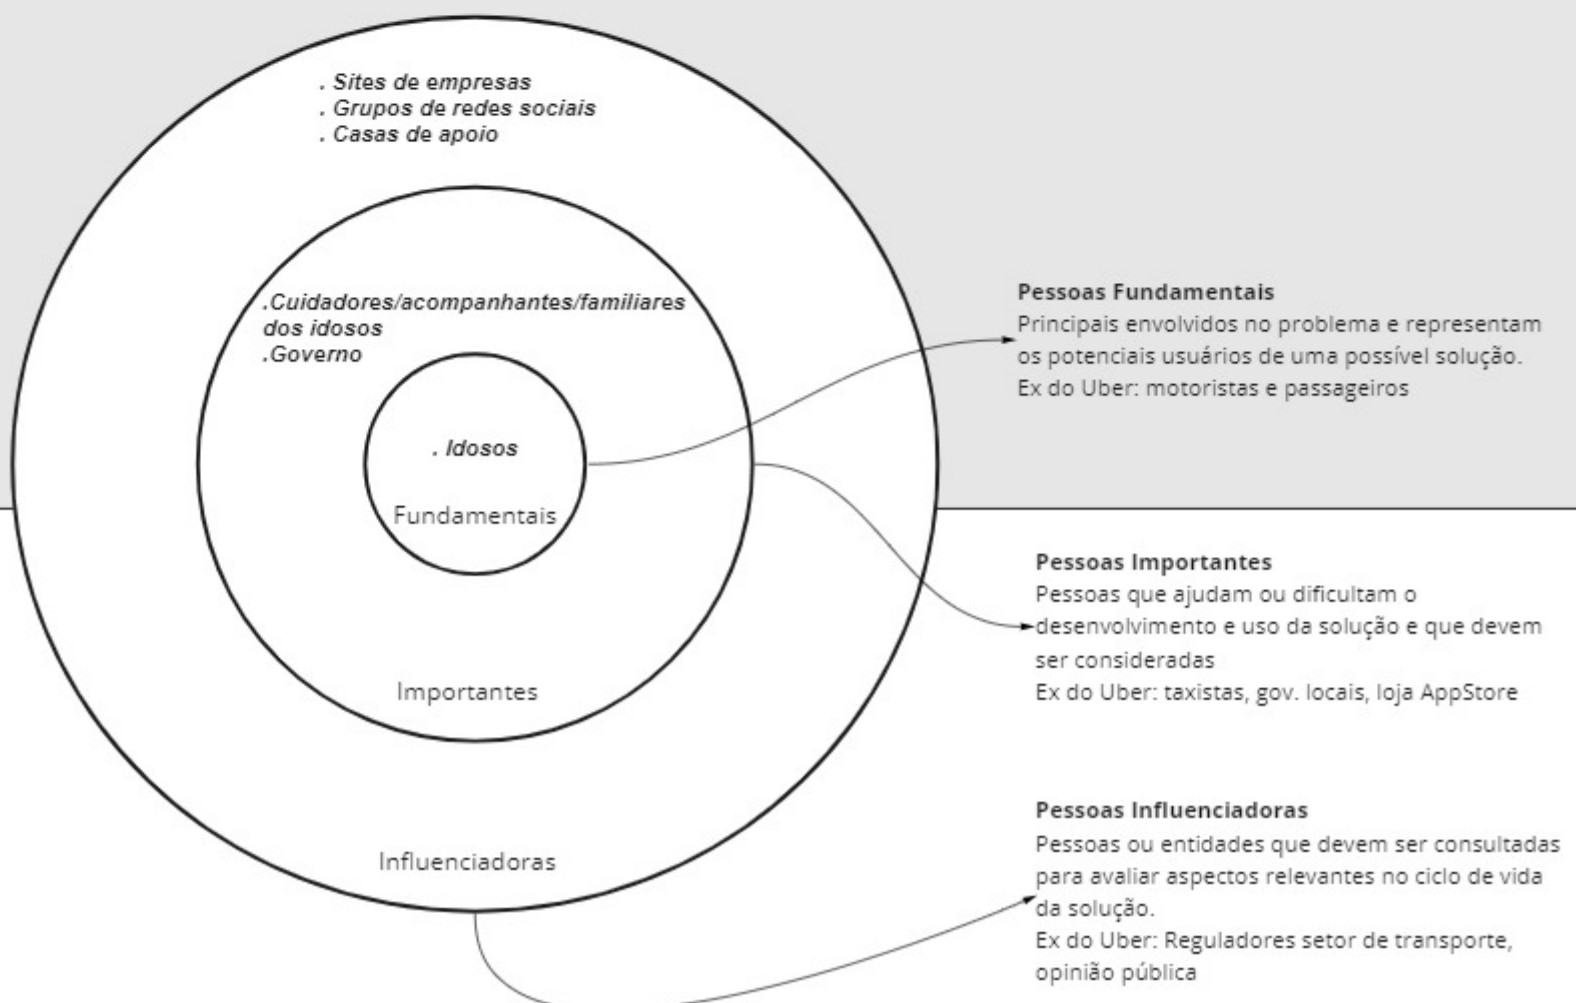 . Sites de empresas
. Grupos de redes sociais
. Casas de apoio
.Cuidadores/acompanhantes/familiares
dos idosos
.Governo
. Idosos
Fundamentais
Importantes
Influenciadoras
Pessoas Fundamentais
Principais envolvidos no problema e representam
os potenciais usuários de uma possível solução.
Ex do Uber: motoristas e passageiros
Pessoas Importantes
Pessoas que ajudam ou dificultam o
desenvolvimento e uso da solução e que devem
ser consideradas
Ex do Uber: taxistas, gov. locais, loja AppStore
Pessoas Influenciadoras
Pessoas ou entidades que devem ser consultadas
para avaliar aspectos relevantes no ciclo de vida
da solução.
Ex do Uber: Reguladores setor de transporte,
opinião pública